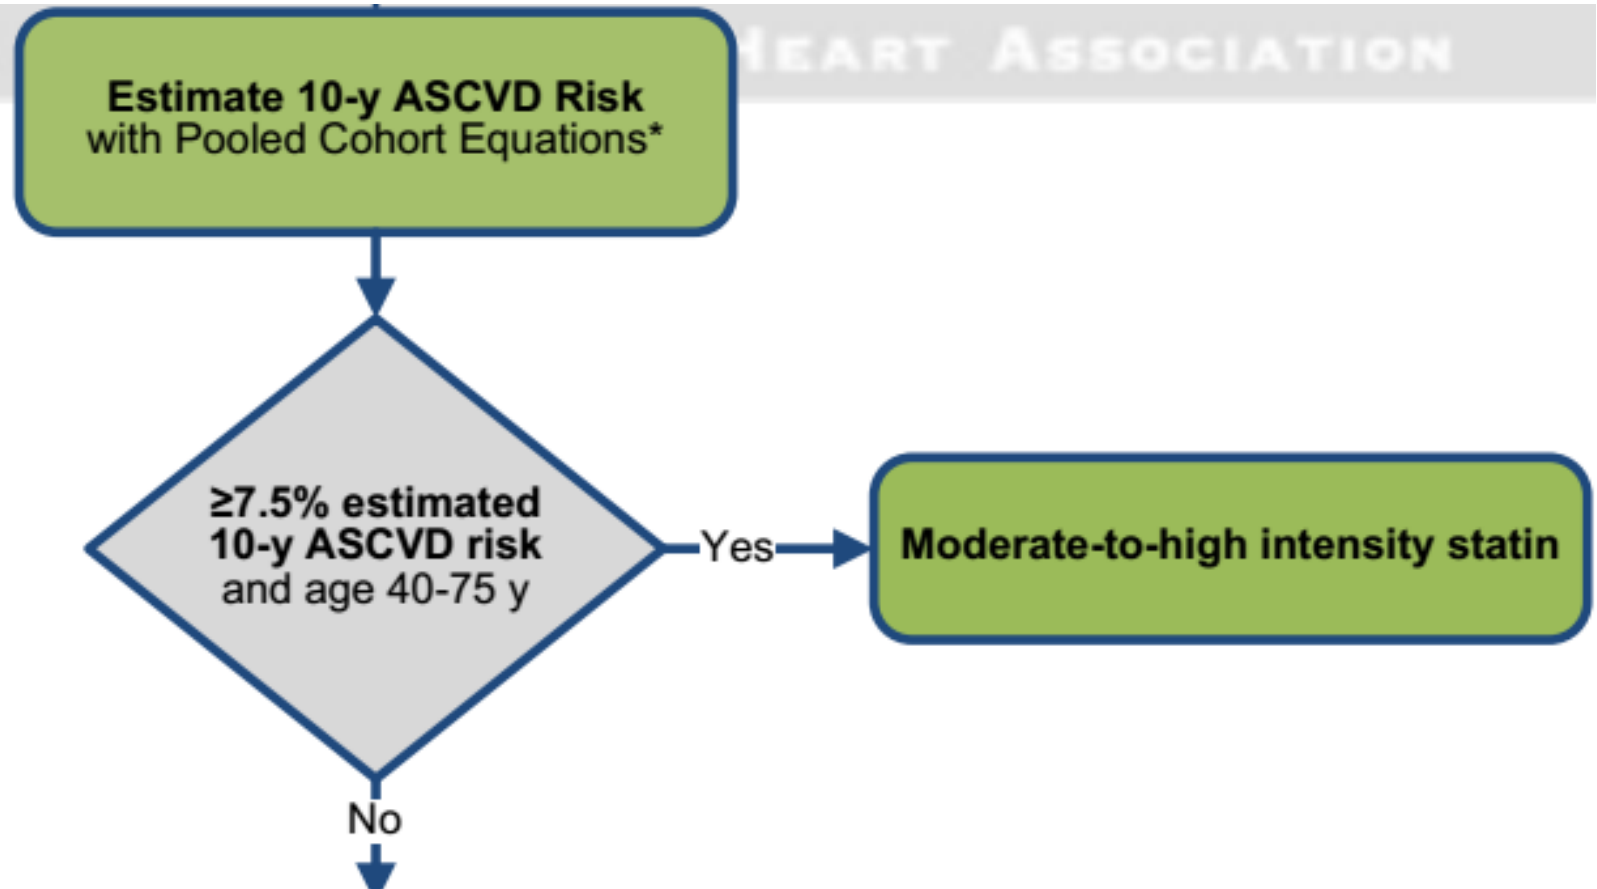 HEART ASSOCIATION
Estimate 10-y ASCVD Risk
with Pooled Cohort Equations*
≥7.5% estimated
10-y ASCVD risk
and age 40-75 y
Yes
Moderate-to-high intensity statin
No